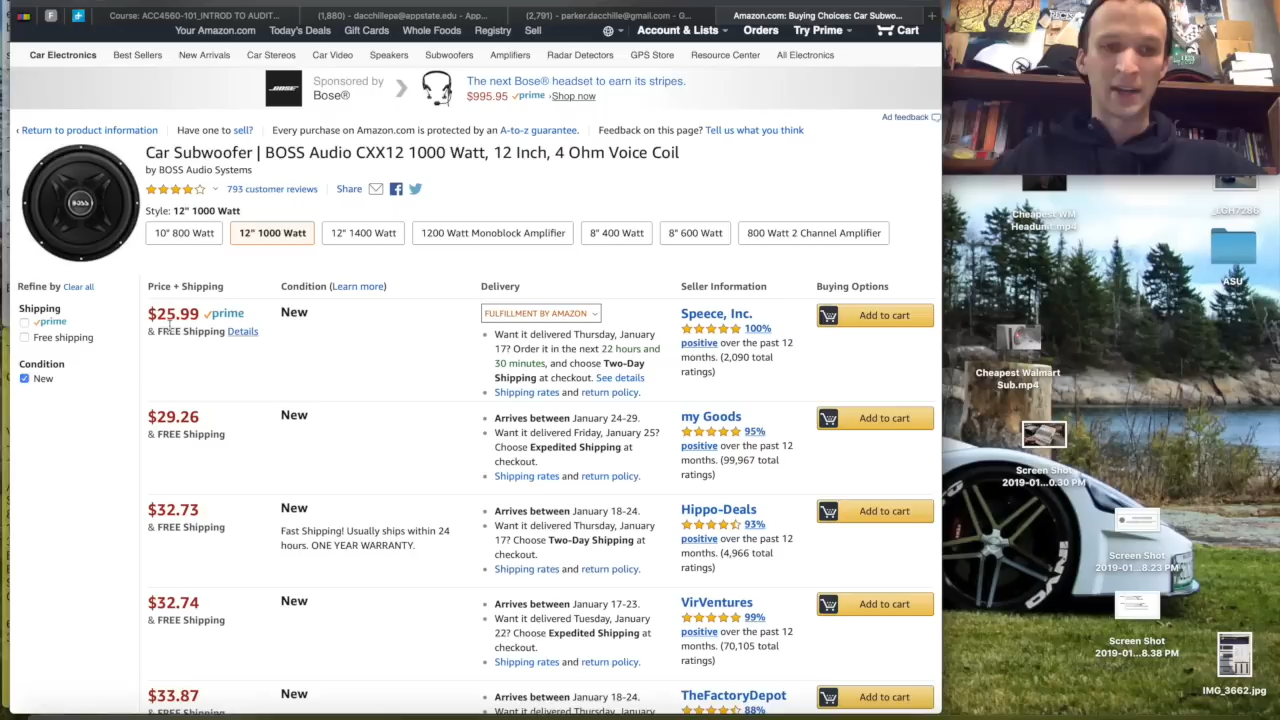 Course: ACC4560-101_INTROD TO AUDIT...
(1,880) - dacchillepa@appstate.edu - App...
(2,791) - parker.dacchille@gmail.com - G...
Amazon.com: Buying Choices: Car Subwo...
Your Amazon.com Today's Deals Gift Cards Whole Foods Registry Sell Account & Lists Orders Try Prime Cart
Car Electronics Best Sellers New Arrivals Car Stereos Car Video Speakers Subwoofers Amplifiers Radar Detectors GPS Store Resource Center All Electronics
BOSE
Sponsored by
Bose®
The next Bose® headset to earn its stripes.
$995.95 prime ›Shop now
Ad feedback
‹ Return to product information Have one to sell? Every purchase on Amazon.com is protected by an A-to-z guarantee. Feedback on this page? Tell us what you think
BOSS
Car Subwoofer | BOSS Audio CXX12 1000 Watt, 12 Inch, 4 Ohm Voice Coil
by BOSS Audio Systems
793 customer reviews Share
Style: 12" 1000 Watt
10" 800 Watt 12" 1000 Watt 12" 1400 Watt 1200 Watt Monoblock Amplifier 8" 400 Watt 8" 600 Watt 800 Watt 2 Channel Amplifier
Refine by Clear all
Shipping
prime
Free shipping
Condition
New
Price + Shipping Condition (Learn more) Delivery Seller Information Buying Options
$25.99 prime
& FREE Shipping Details
New
FULFILLMENT BY AMAZON
Want it delivered Thursday, January
17? Order it in the next 22 hours and
30 minutes, and choose Two-Day
Shipping at checkout. See details
Shipping rates and return policy.
Speece, Inc.
100%
positive over the past 12
months. (2,090 total
ratings)
Add to cart
$29.26
& FREE Shipping
New
Arrives between January 24-29.
Want it delivered Friday, January 25?
Choose Expedited Shipping at
checkout.
Shipping rates and return policy.
my Goods
95%
positive over the past 12
months. (99,967 total
ratings)
Add to cart
$32.73
& FREE Shipping
New
Fast Shipping! Usually ships within 24
hours. ONE YEAR WARRANTY.
Arrives between January 18-24.
Want it delivered Thursday, January
17? Choose Two-Day Shipping at
checkout.
Shipping rates and return policy.
Hippo-Deals
93%
positive over the past 12
months. (4,966 total
ratings)
Add to cart
$32.74
& FREE Shipping
New
Arrives between January 17-23.
Want it delivered Tuesday, January
22? Choose Expedited Shipping at
checkout.
Shipping rates and return policy.
VirVentures
99%
positive over the past 12
months. (70,105 total
ratings)
Add to cart
$33.87
& FREE Shipping
New
Arrives between January 18-24.
Want it delivered Thursday, January
TheFactoryDepot
88%
Add to cart
Cheapest WM
Headunit.mp4
_LCH7286
ASU
Cheapest Walmart
Sub.mp4
Screen Shot
2019-01...0.30 PM
Screen Shot
2019-01...8.23 PM
Screen Shot
2019-01...8.38 PM
IMG_3662.jpg